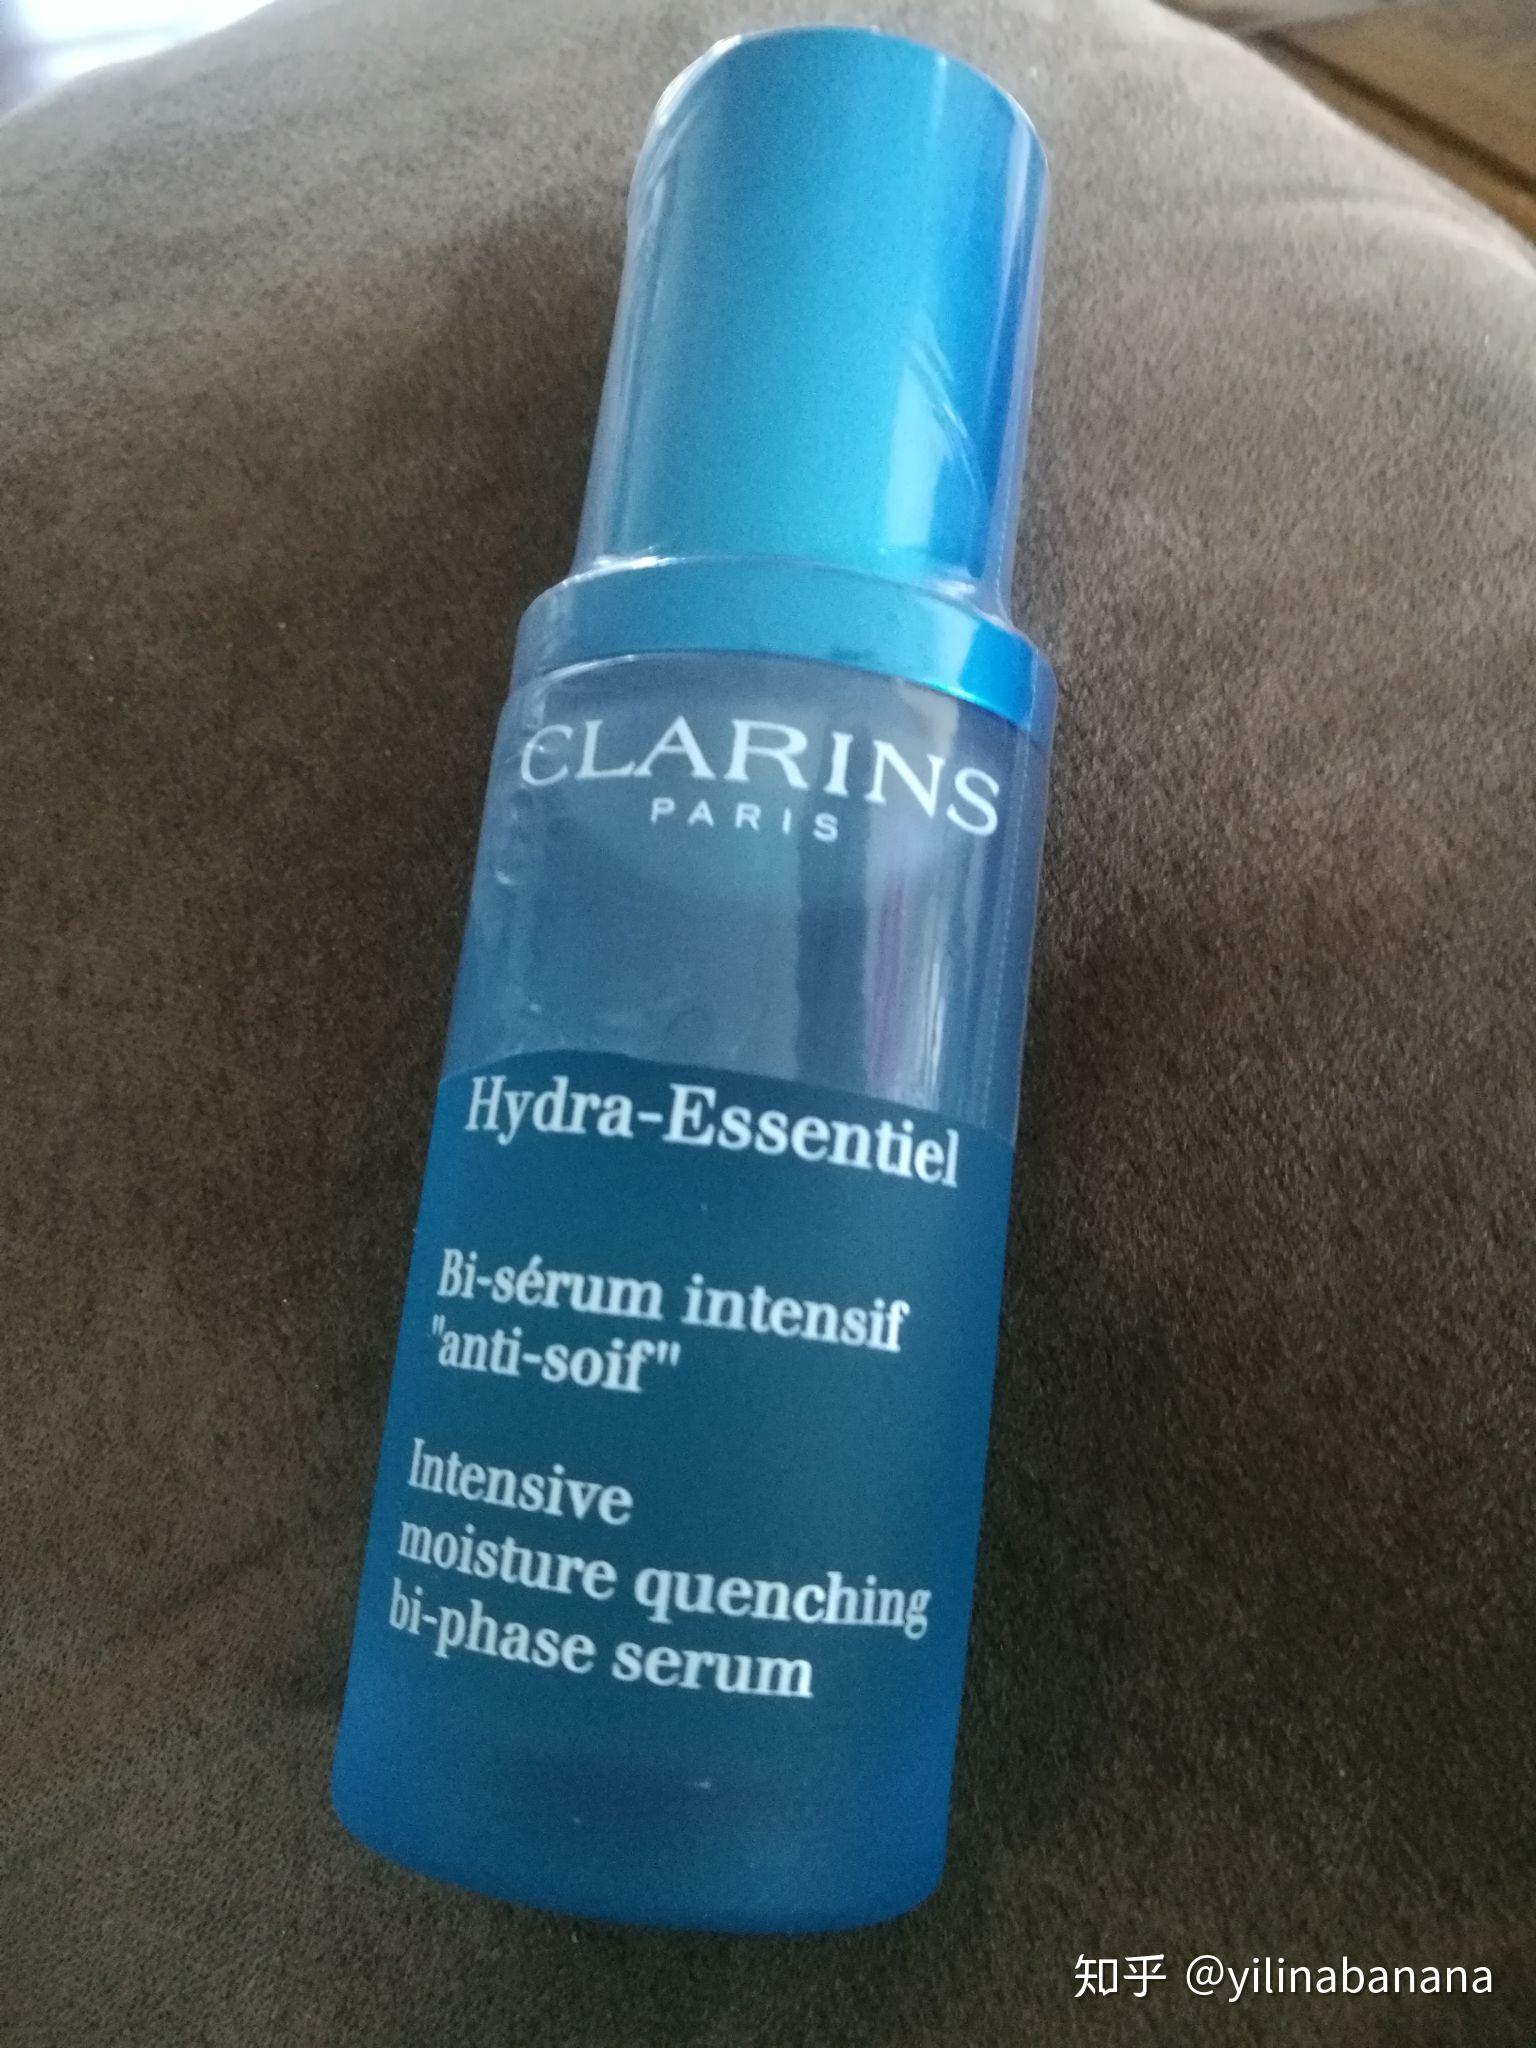 CLARINS
PARIS
Hydra-Essentiel
Bi-sérum intensif
"anti-soif"
Intensive
moisture quenching
bi-phase serum
知乎 @yilinabanana